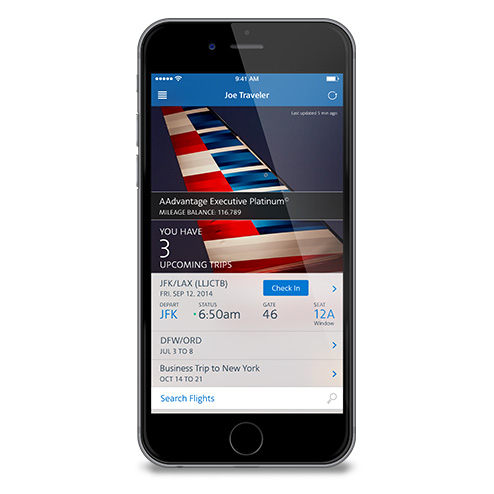 9:41 AM
Joe Traveler
Last updated 5 min ago
AAdvantage Executive Platinum©
MILEAGE BALANCE: 116,789
YOU HAVE
3
UPCOMING TRIPS
JFK/LAX (LLJCTB)
FRI, SEP 12, 2014
Check In
DEPART STATUS GATE SEAT
JFK 6:50am 46 12A
Window
DFW/ORD
JUL 3 TO 8
Business Trip to New York
OCT 14 TO 21
Search Flights